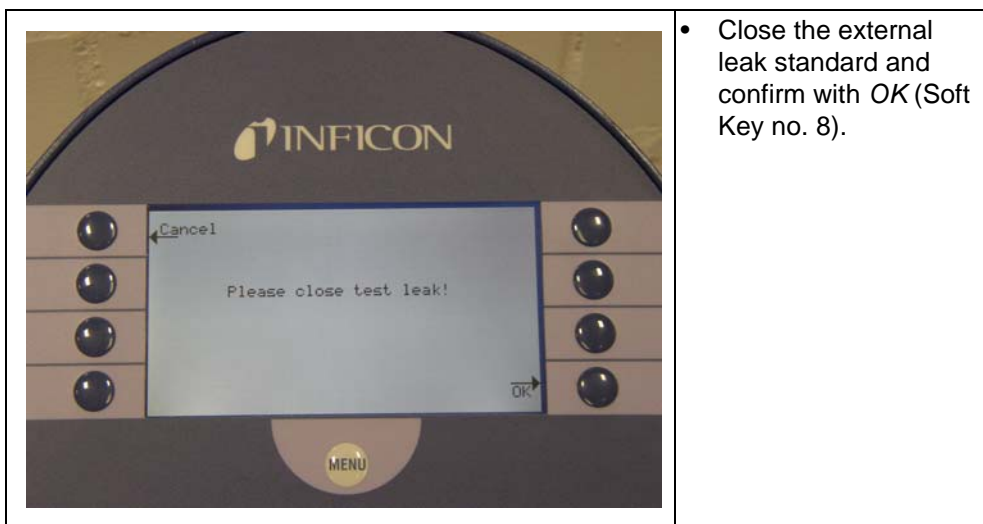 INFICON
Cancel
Please close test leak!
OK
MENU
• Close the external
leak standard and
confirm with OK (Soft
Key no. 8).